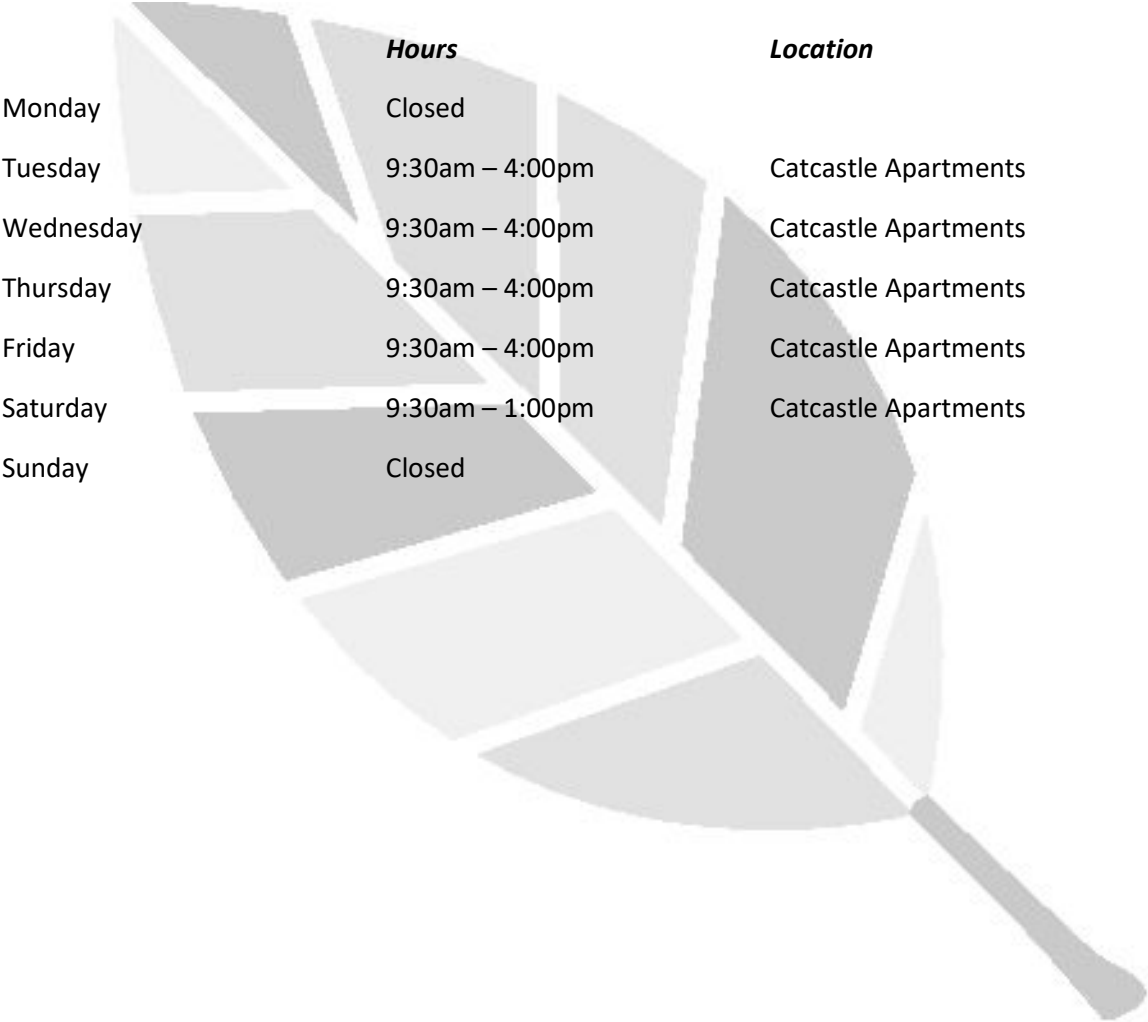 Hours Location
Monday Closed
Tuesday 9:30am – 4:00pm Catcastle Apartments
Wednesday 9:30am – 4:00pm Catcastle Apartments
Thursday 9:30am – 4:00pm Catcastle Apartments
Friday 9:30am – 4:00pm Catcastle Apartments
Saturday 9:30am – 1:00pm Catcastle Apartments
Sunday Closed